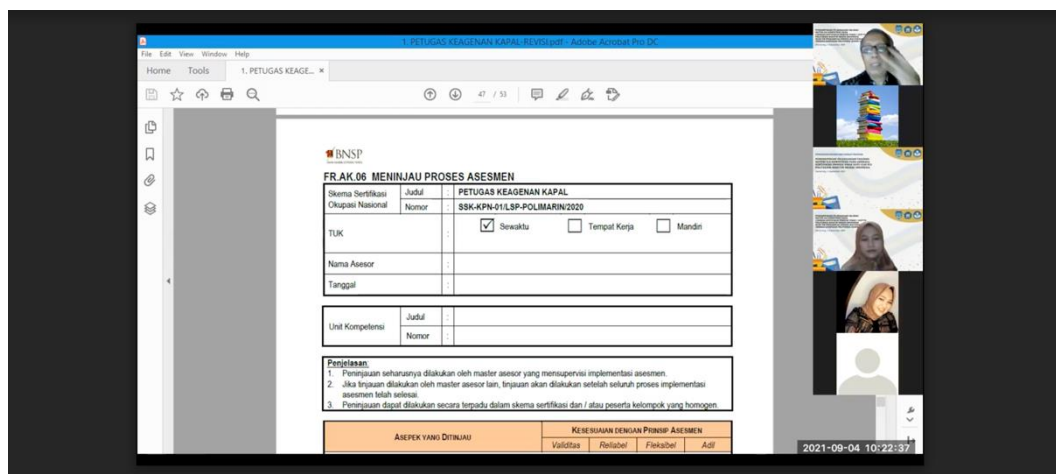 1. PETUGAS KEAGENAN KAPAL-REVISI.pdf - Adobe Acrobat Pro DC
File Edit View Window Help
Home Tools 1. PETUGAS KEAGE... ×
47 / 53
BNSP
FR.AK.06 MENINJAU PROSES ASESMEN
Skema Sertifikasi Judul : PETUGAS KEAGENAN KAPAL
Okupasi Nasional Nomor : SSK-KPN-01/LSP-POLIMARIN/2020
TUK : Sewaktu Tempat Kerja Mandiri
Nama Asesor :
Tanggal :
Unit Kompetensi Judul :
Nomor :
Penjelasan:
1. Peninjauan seharusnya dilakukan oleh master asesor yang mensupervisi implementasi asesmen.
2. Jika tinjauan dilakukan oleh master asesor lain, tinjauan akan dilakukan setelah seluruh proses implementasi
asesmen telah selesai.
3. Peninjauan dapat dilakukan secara terpadu dalam skema sertifikasi dan / atau peserta kelompok yang homogen.
ASEPEK YANG DITINJAU KESESUAIAN DENGAN PRINSIP ASESMEN
Validitas Reliabel Fleksibel Adil
2021-09-04 10:22:37